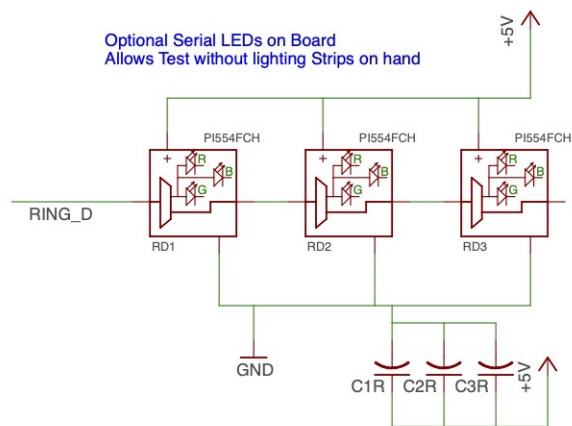 Optional Serial LEDs on Board
Allows Test without lighting Strips on hand
+5V
PI554FCH
PI554FCH
PI554FCH
+ R B G
+ R B G
+ R B G
RING_D
RD1
RD2
RD3
GND
C1R
C2R
C3R
+5V